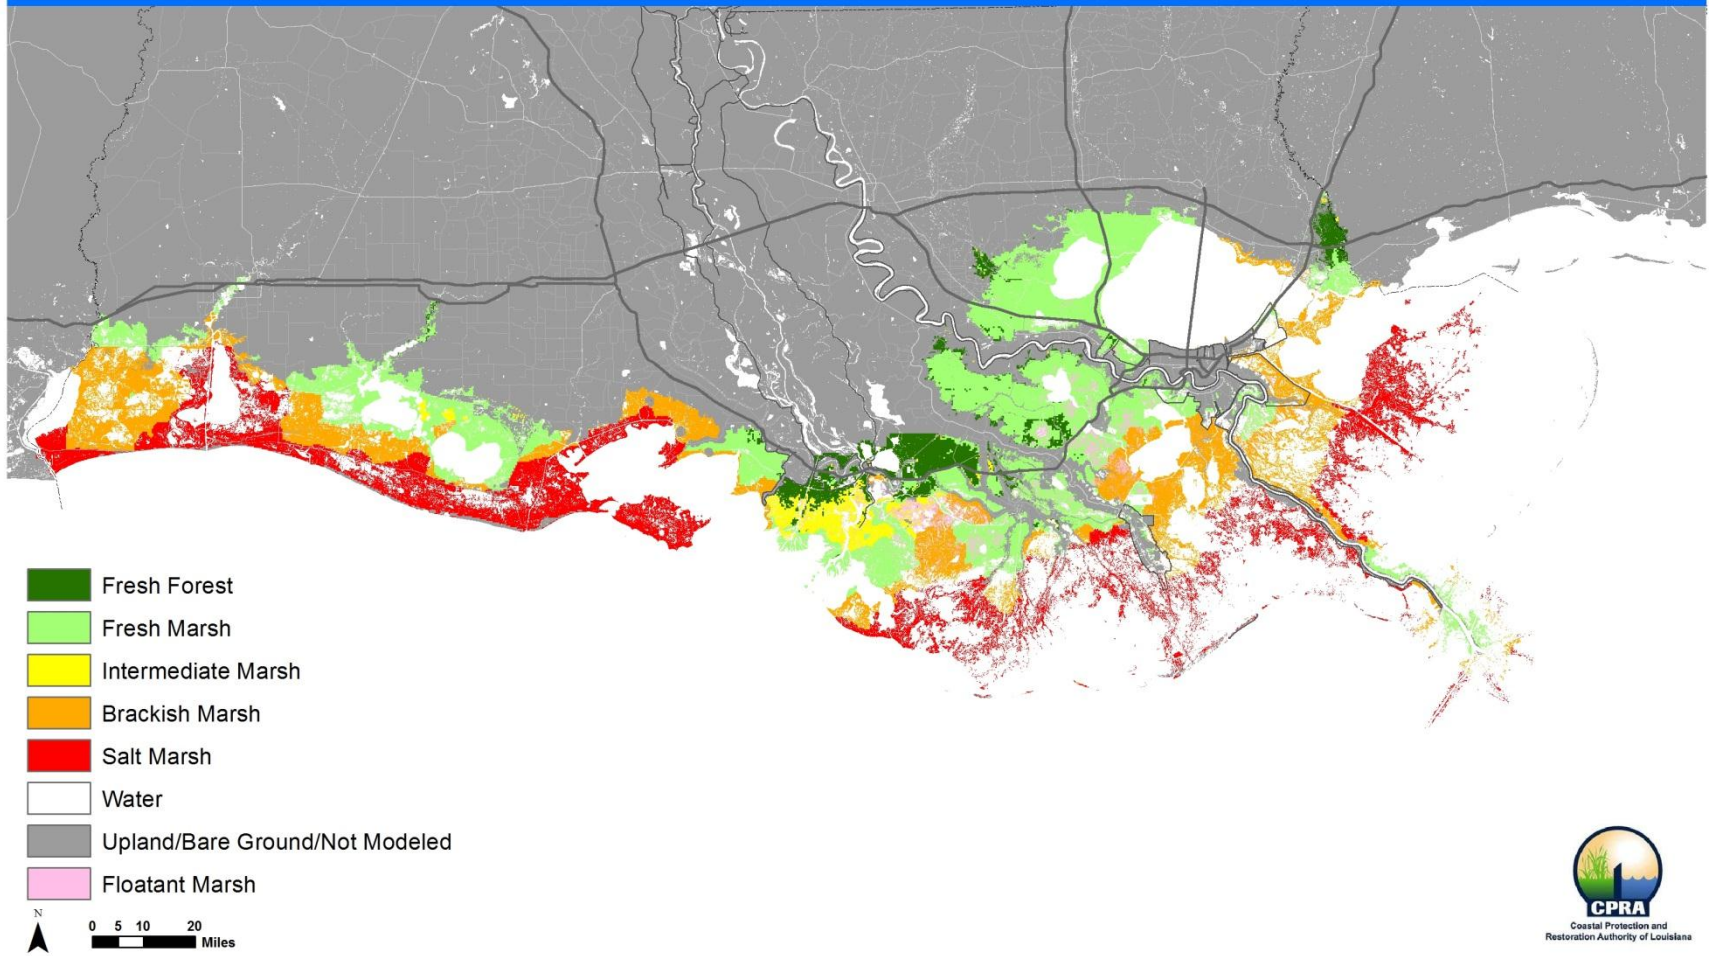 Fresh Forest
Fresh Marsh
Intermediate Marsh
Brackish Marsh
Salt Marsh
Water
Upland/Bare Ground/Not Modeled
Floatant Marsh
N
0 5 10 20
Miles
CPRA
Coastal Protection and
Restoration Authority of Louisiana